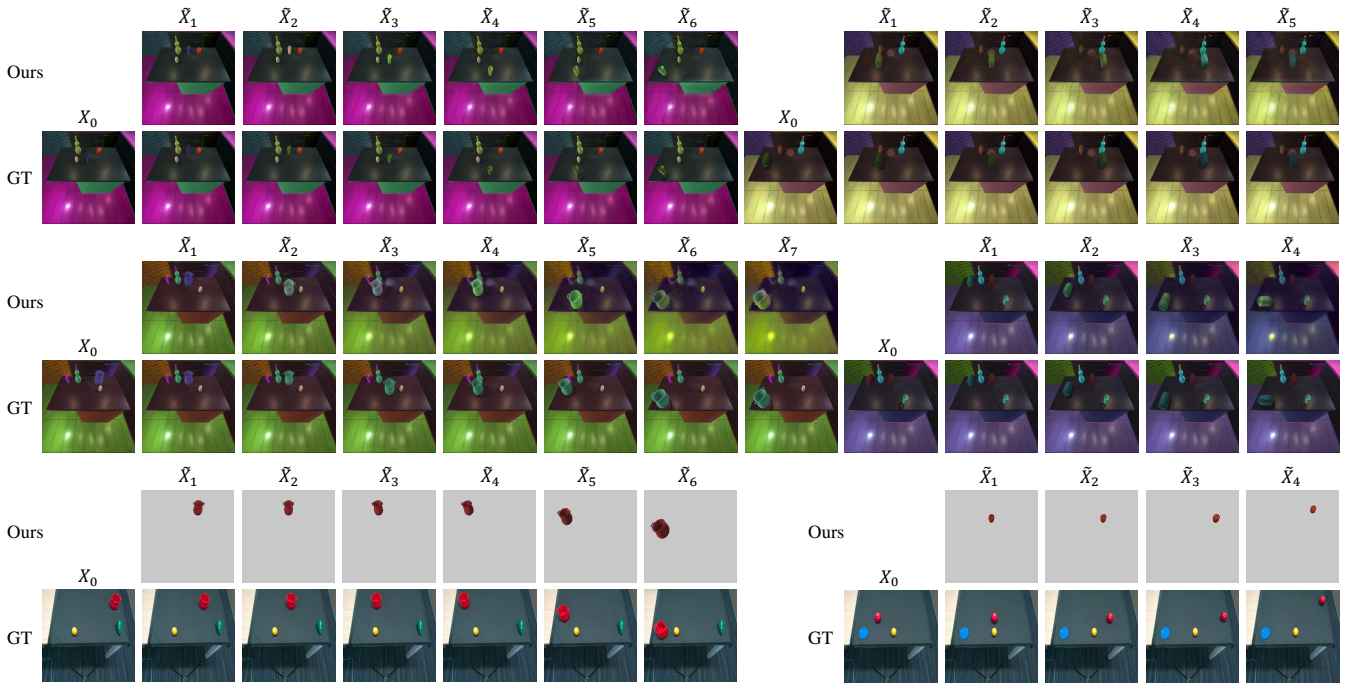 X̃₁ X̃₂ X̃₃ X̃₄ X̃₅ X̃₆ X̃₁ X̃₂ X̃₃ X̃₄ X̃₅
Ours
X₀ X₀
GT
X̃₁ X̃₂ X̃₃ X̃₄ X̃₅ X̃₆ X̃₇ X̃₁ X̃₂ X̃₃ X̃₄
Ours
X₀ X₀
GT
X̃₁ X̃₂ X̃₃ X̃₄ X̃₅ X̃₆ X̃₁ X̃₂ X̃₃ X̃₄
Ours Ours
X₀ X₀
GT GT